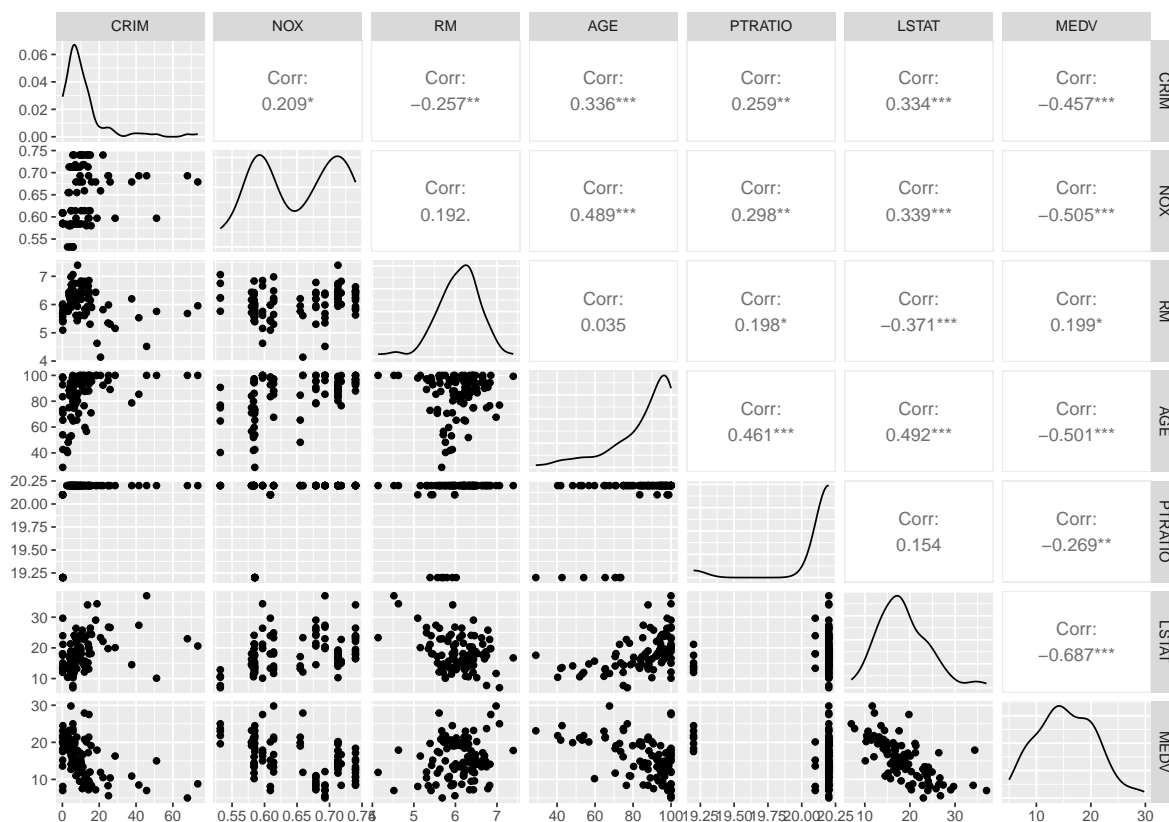 CRIM NOX RM AGE PTRATIO LSTAT MEDV
0.06
0.04
0.02
0.00
Corr:
0.209*
Corr:
−0.257**
Corr:
0.336***
Corr:
0.259**
Corr:
0.334***
Corr:
−0.457***
CRIM
0.75
0.70
0.65
0.60
0.55
Corr:
0.192.
Corr:
0.489***
Corr:
0.298**
Corr:
0.339***
Corr:
−0.505***
NOX
7
6
5
4
Corr:
0.035
Corr:
0.198*
Corr:
−0.371***
Corr:
0.199*
RM
100
80
60
40
Corr:
0.461***
Corr:
0.492***
Corr:
−0.501***
AGE
20.25
20.00
19.75
19.50
19.25
Corr:
0.154
Corr:
−0.269**
PTRATIO
30
20
10
Corr:
−0.687***
LSTAT
30
20
10
MEDV
0 20 40 60 0.55 0.60 0.65 0.70 0.75 5 6 7 40 60 80 100 19.25 19.50 19.75 20.00 20.25 10 20 30 10 20 30